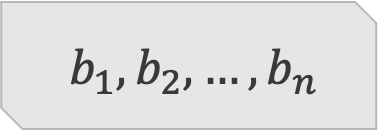 b₁, b₂, ..., bₙ